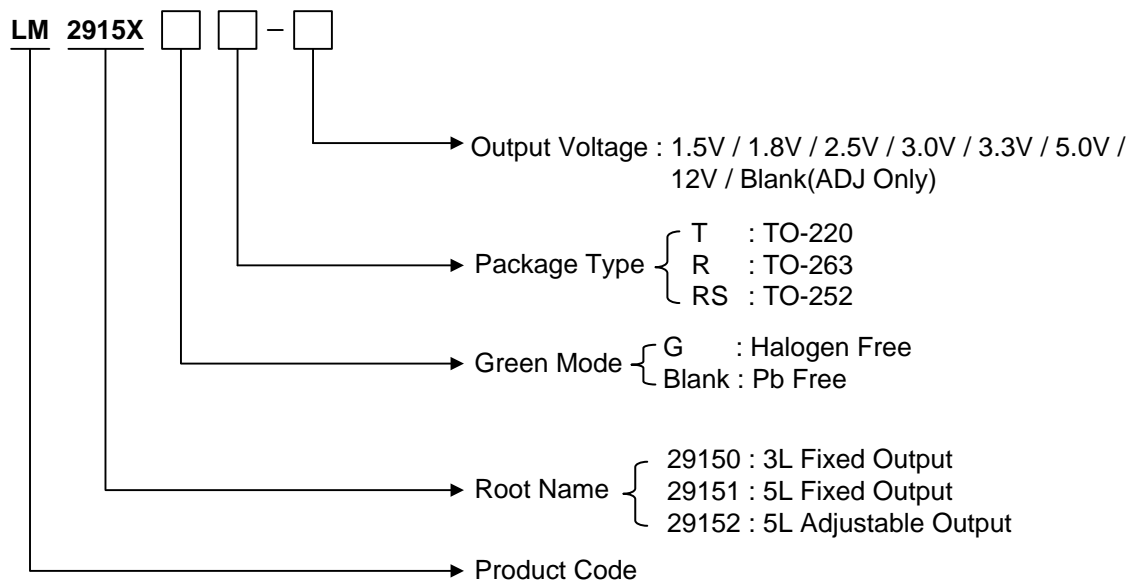 LM 2915X –
Output Voltage : 1.5V / 1.8V / 2.5V / 3.0V / 3.3V / 5.0V /
12V / Blank(ADJ Only)
Package Type
T : TO-220
R : TO-263
RS : TO-252
Green Mode
G : Halogen Free
Blank : Pb Free
Root Name
29150 : 3L Fixed Output
29151 : 5L Fixed Output
29152 : 5L Adjustable Output
Product Code